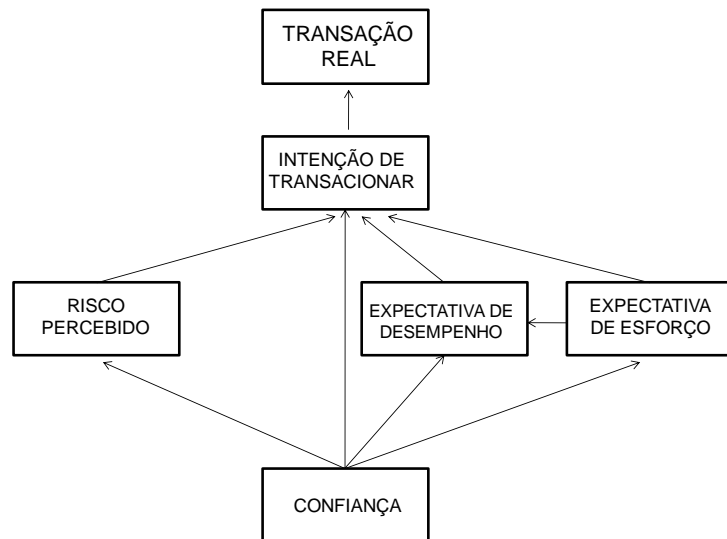 TRANSAÇÃO
REAL
INTENÇÃO DE
TRANSACIONAR
RISCO
PERCEBIDO
EXPECTATIVA DE
DESEMPENHO
EXPECTATIVA
DE ESFORÇO
CONFIANÇA